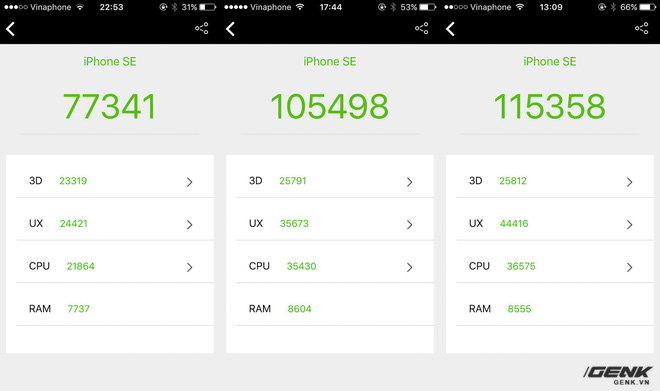 Vinaphone 22:53 31%
iPhone SE
77341
3D 23319
UX 24421
CPU 21864
RAM 7737
Vinaphone 17:44 53%
iPhone SE
105498
3D 25791
UX 35673
CPU 35430
RAM 8604
Vinaphone 13:09 66%
iPhone SE
115358
3D 25812
UX 44416
CPU 36575
RAM 8555
GENK
GENK.VN